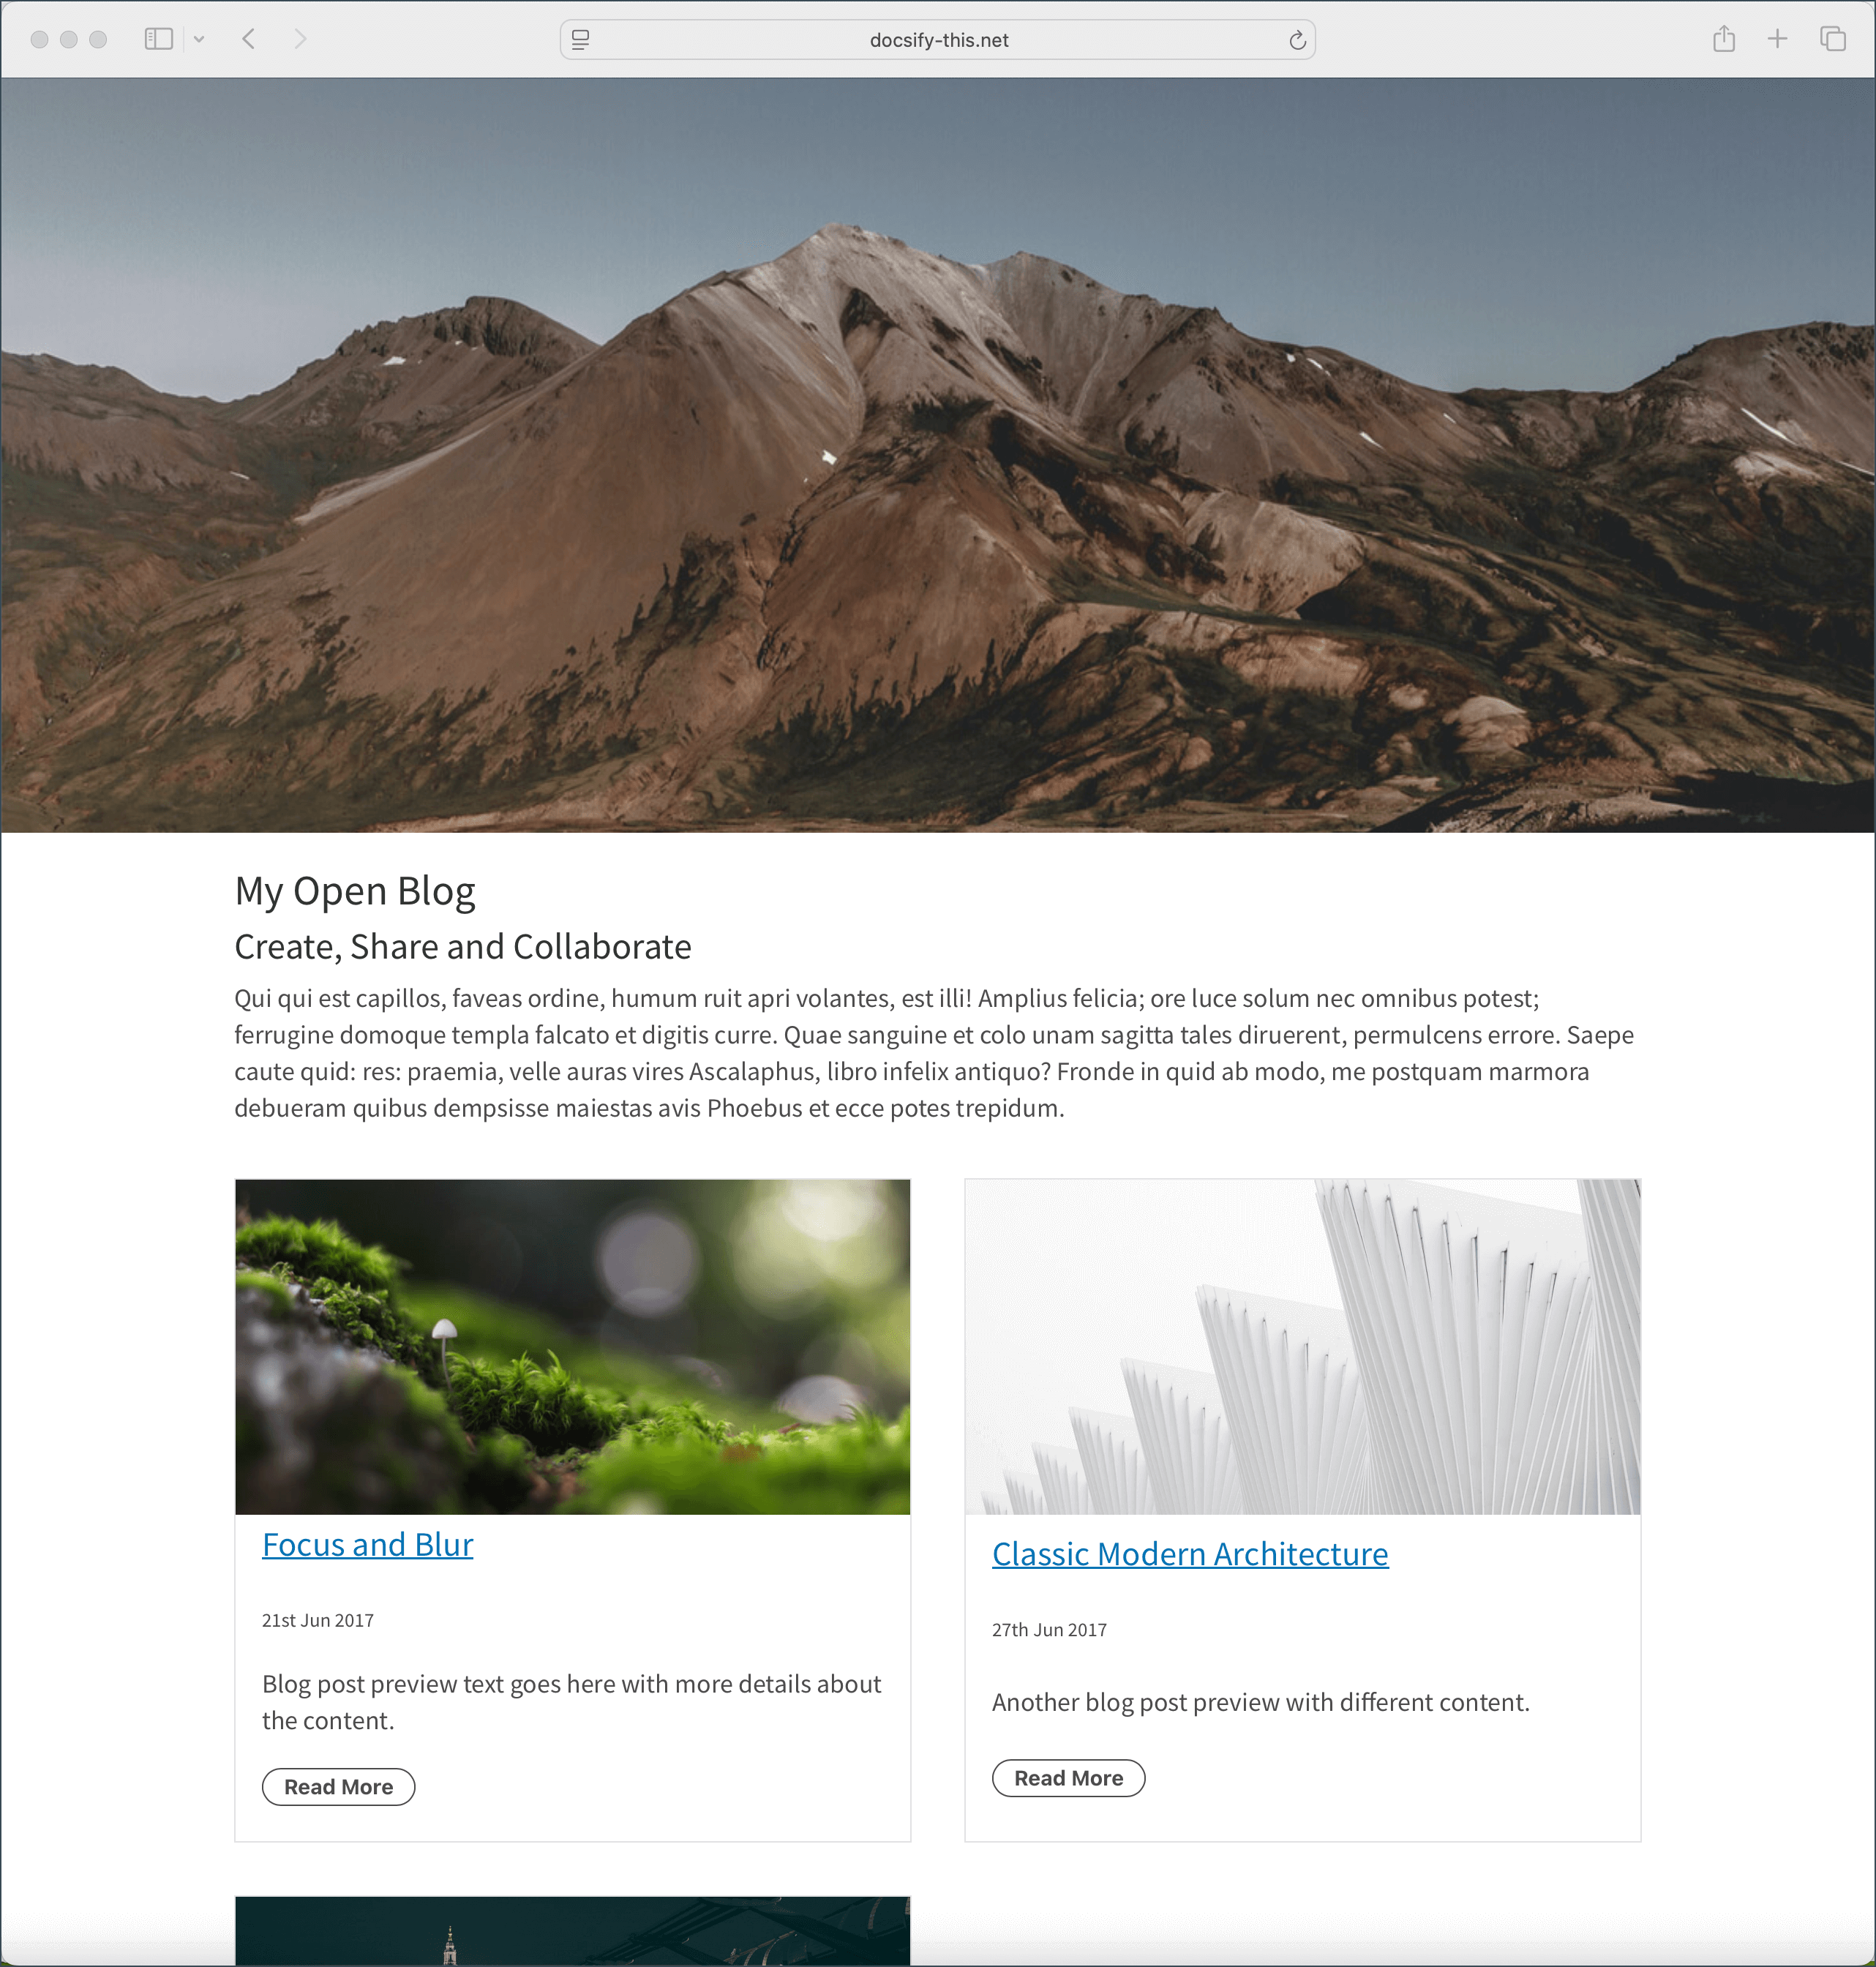 docsify-this.net
My Open Blog
Create, Share and Collaborate
Qui qui est capillos, faveas ordine, humum ruit apri volantes, est illi! Amplius felicia; ore luce solum nec omnibus potest;
ferrugine domoque templa falcato et digitis curre. Quae sanguine et colo unam sagitta tales diruerent, permulcens errore. Saepe
caute quid: res: praemia, velle auras vires Ascalaphus, libro infelix antiquo? Fronde in quid ab modo, me postquam marmora
debueram quibus dempsisse maiestas avis Phoebus et ecce potes trepidum.
Focus and Blur
21st Jun 2017
Blog post preview text goes here with more details about
the content.
Read More
Classic Modern Architecture
27th Jun 2017
Another blog post preview with different content.
Read More